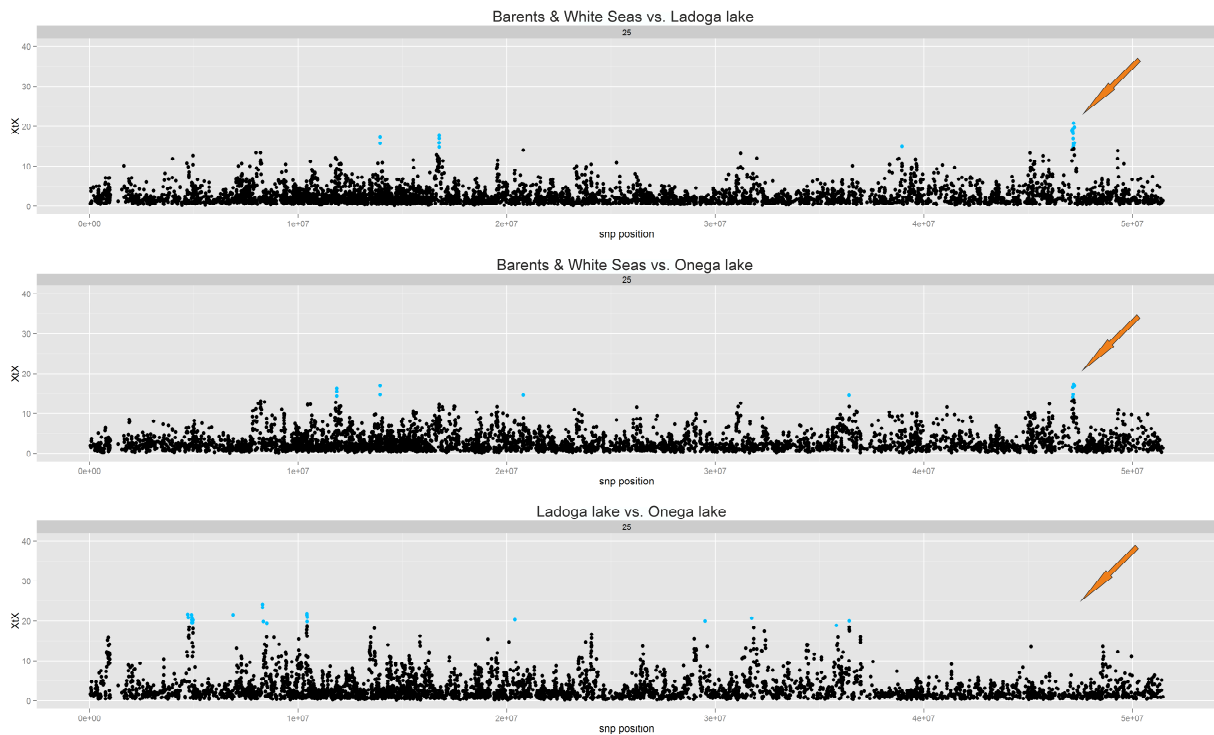 Barents & White Seas vs. Ladoga lake
25
40
30
20
10
0
XtX
0e+00 1e+07 2e+07 3e+07 4e+07 5e+07
snp position
Barents & White Seas vs. Onega lake
25
40
30
20
10
0
XtX
0e+00 1e+07 2e+07 3e+07 4e+07 5e+07
snp position
Ladoga lake vs. Onega lake
25
40
30
20
10
0
XtX
0e+00 1e+07 2e+07 3e+07 4e+07 5e+07
snp position